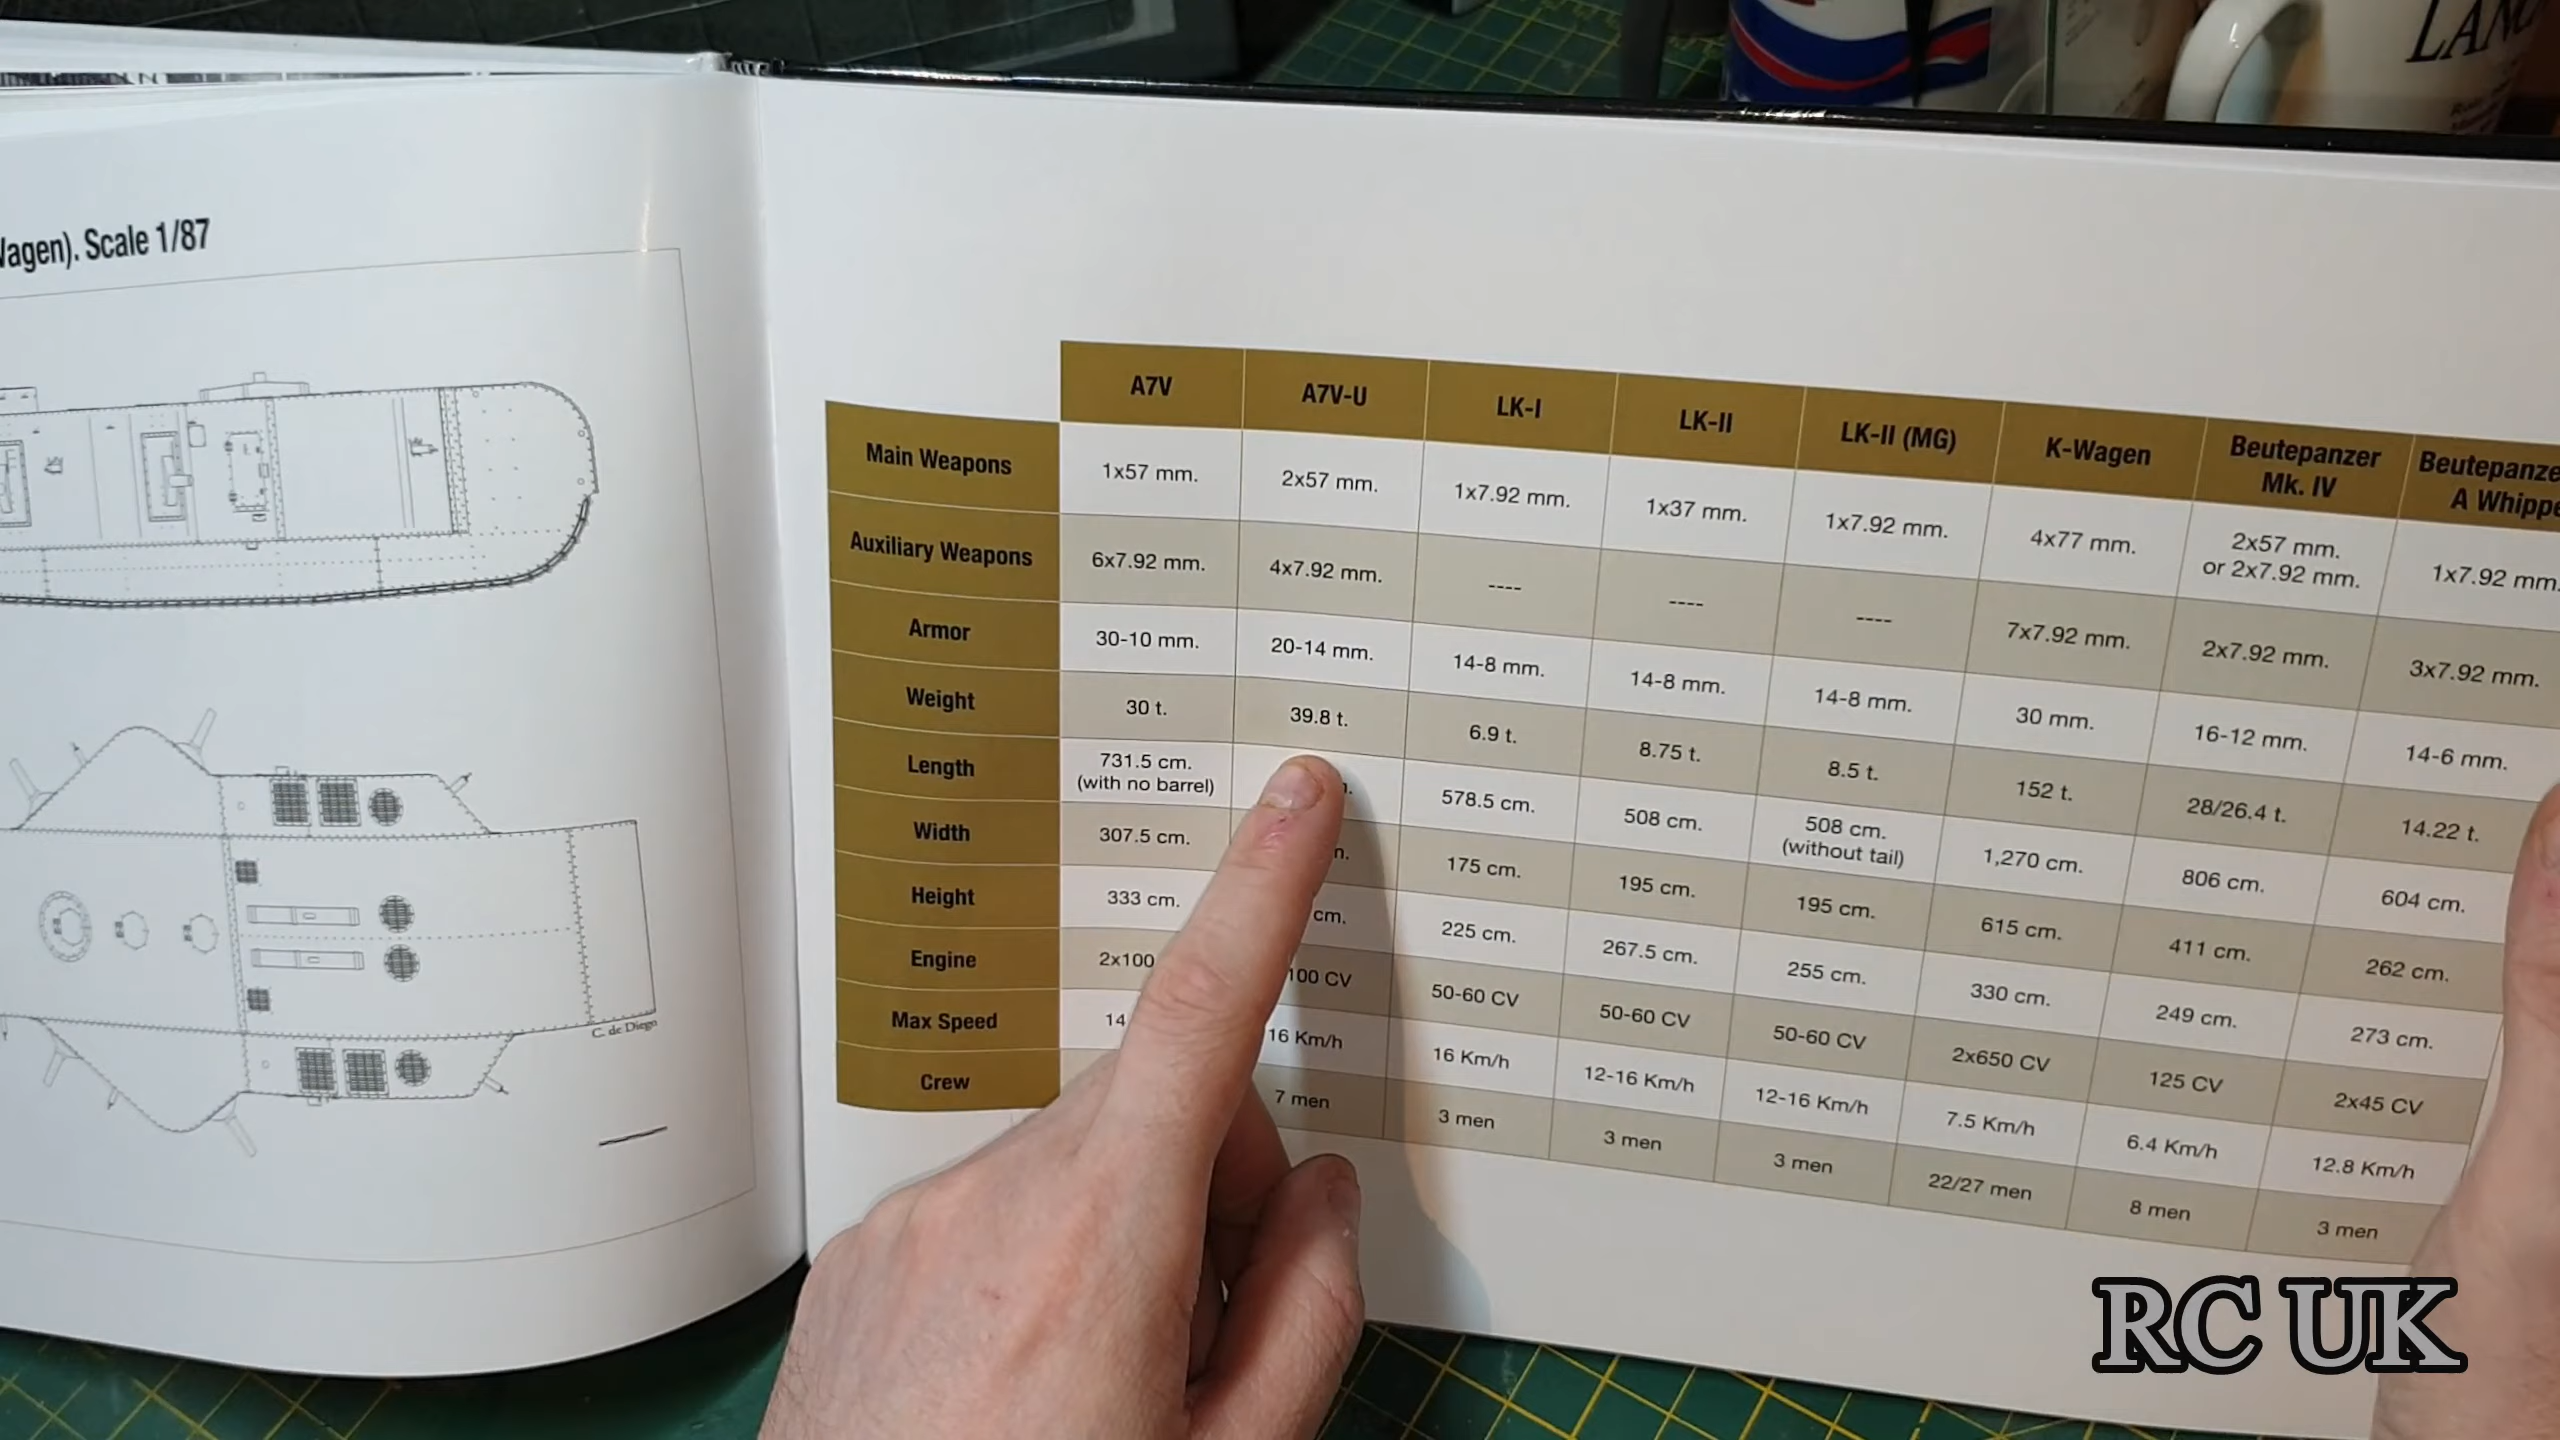 LANC
Wagen). Scale 1/87
A7V
A7V-U
LK-I
LK-II
LK-II (MG)
K-Wagen
Beutepanzer
Mk. IV
Beutepanze
A Whippe
Main Weapons
1x57 mm.
2x57 mm.
1x7.92 mm.
1x37 mm.
1x7.92 mm.
4x77 mm.
2x57 mm.
or 2x7.92 mm.
1x7.92 mm.
Auxiliary Weapons
6x7.92 mm.
4x7.92 mm.
----
----
----
7x7.92 mm.
2x7.92 mm.
3x7.92 mm.
Armor
30-10 mm.
20-14 mm.
14-8 mm.
14-8 mm.
14-8 mm.
30 mm.
16-12 mm.
14-6 mm.
Weight
30 t.
39.8 t.
6.9 t.
8.75 t.
8.5 t.
152 t.
28/26.4 t.
14.22 t.
Length
731.5 cm.
(with no barrel)
578.5 cm.
508 cm.
508 cm.
(without tail)
1,270 cm.
806 cm.
604 cm.
Width
307.5 cm.
175 cm.
195 cm.
195 cm.
615 cm.
411 cm.
262 cm.
Height
333 cm.
cm.
225 cm.
267.5 cm.
255 cm.
330 cm.
249 cm.
273 cm.
Engine
2x100
100 CV
50-60 CV
50-60 CV
50-60 CV
2x650 CV
125 CV
2x45 CV
Max Speed
14
16 Km/h
16 Km/h
12-16 Km/h
12-16 Km/h
7.5 Km/h
6.4 Km/h
12.8 Km/h
Crew
7 men
3 men
3 men
3 men
22/27 men
8 men
3 men
C. de Diego
RC UK